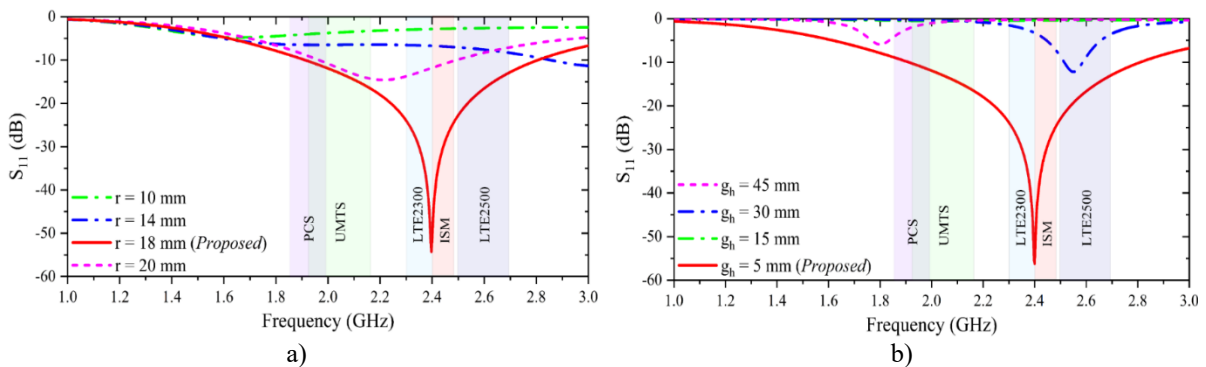 0
-10
-20
-30
-40
-50
-60
S₁₁ (dB)
r = 10 mm
r = 14 mm
r = 18 mm (Proposed)
r = 20 mm
PCS
UMTS
LTE2300
ISM
LTE2500
1.0 1.2 1.4 1.6 1.8 2.0 2.2 2.4 2.6 2.8 3.0
Frequency (GHz)
a)
0
-10
-20
-30
-40
-50
-60
S₁₁ (dB)
gₕ = 45 mm
gₕ = 30 mm
gₕ = 15 mm
gₕ = 5 mm (Proposed)
PCS
UMTS
LTE2300
ISM
LTE2500
1.0 1.2 1.4 1.6 1.8 2.0 2.2 2.4 2.6 2.8 3.0
Frequency (GHz)
b)